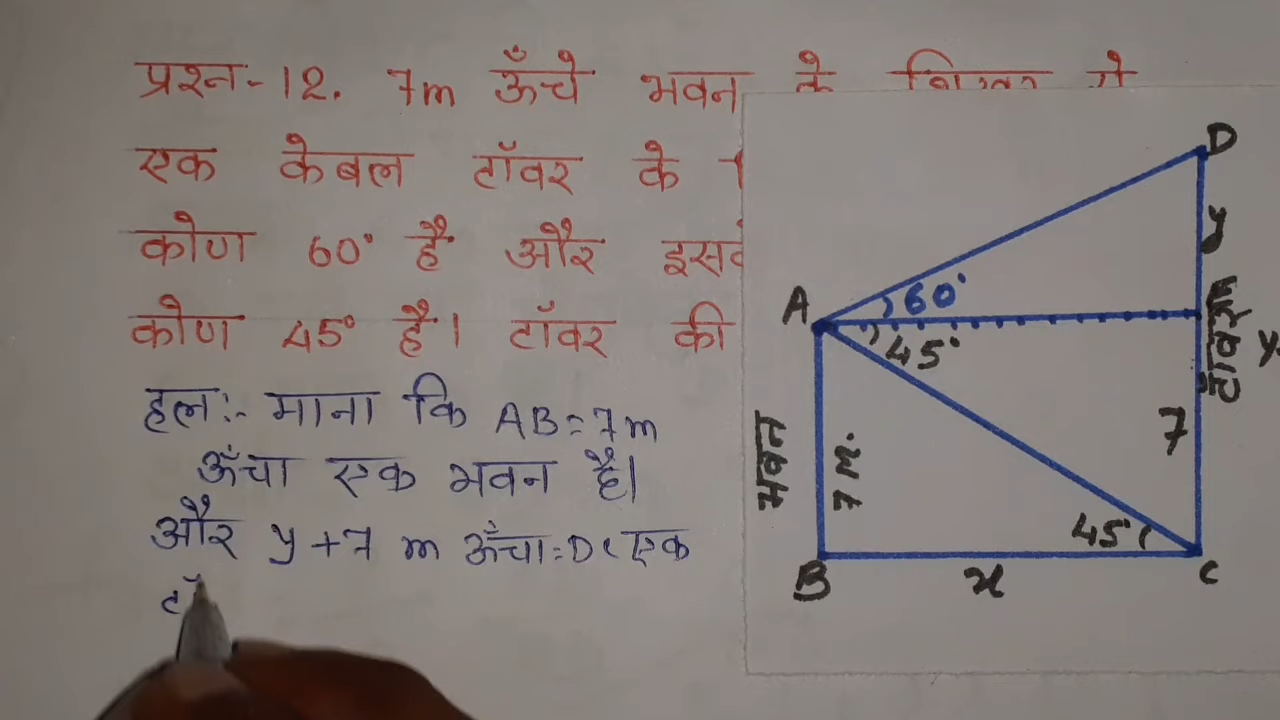 प्रश्न-12. 7m ऊँचे भवन के शिखर से
एक केबल टॉवर के
कोण 60° है और
कोण 45° है। टॉवर की
हल:- माना कि AB=7m
ऊँचा एक भवन है।
और y+7 m ऊँचा=DC एक
D
y
A
60°
45°
टावर
y
7
भवन
7 m.
45°
B
x
C